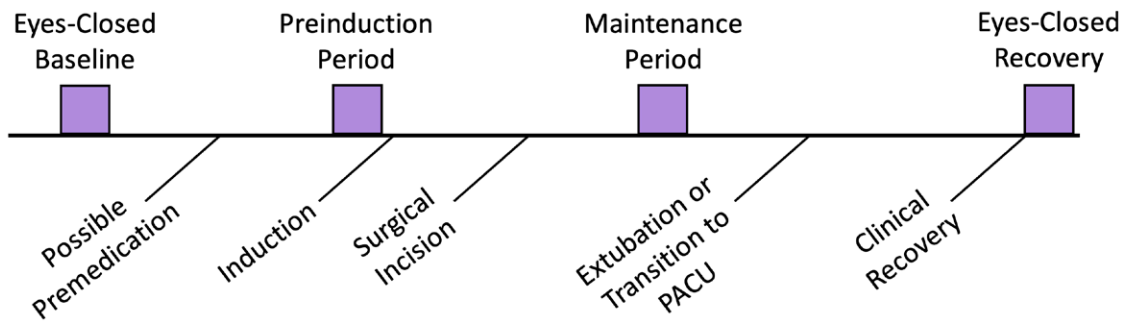 Eyes-Closed
Baseline
Preinduction
Period
Maintenance
Period
Eyes-Closed
Recovery
Possible
Premedication
Induction
Surgical
Incision
Extubation or
Transition to
PACU
Clinical
Recovery